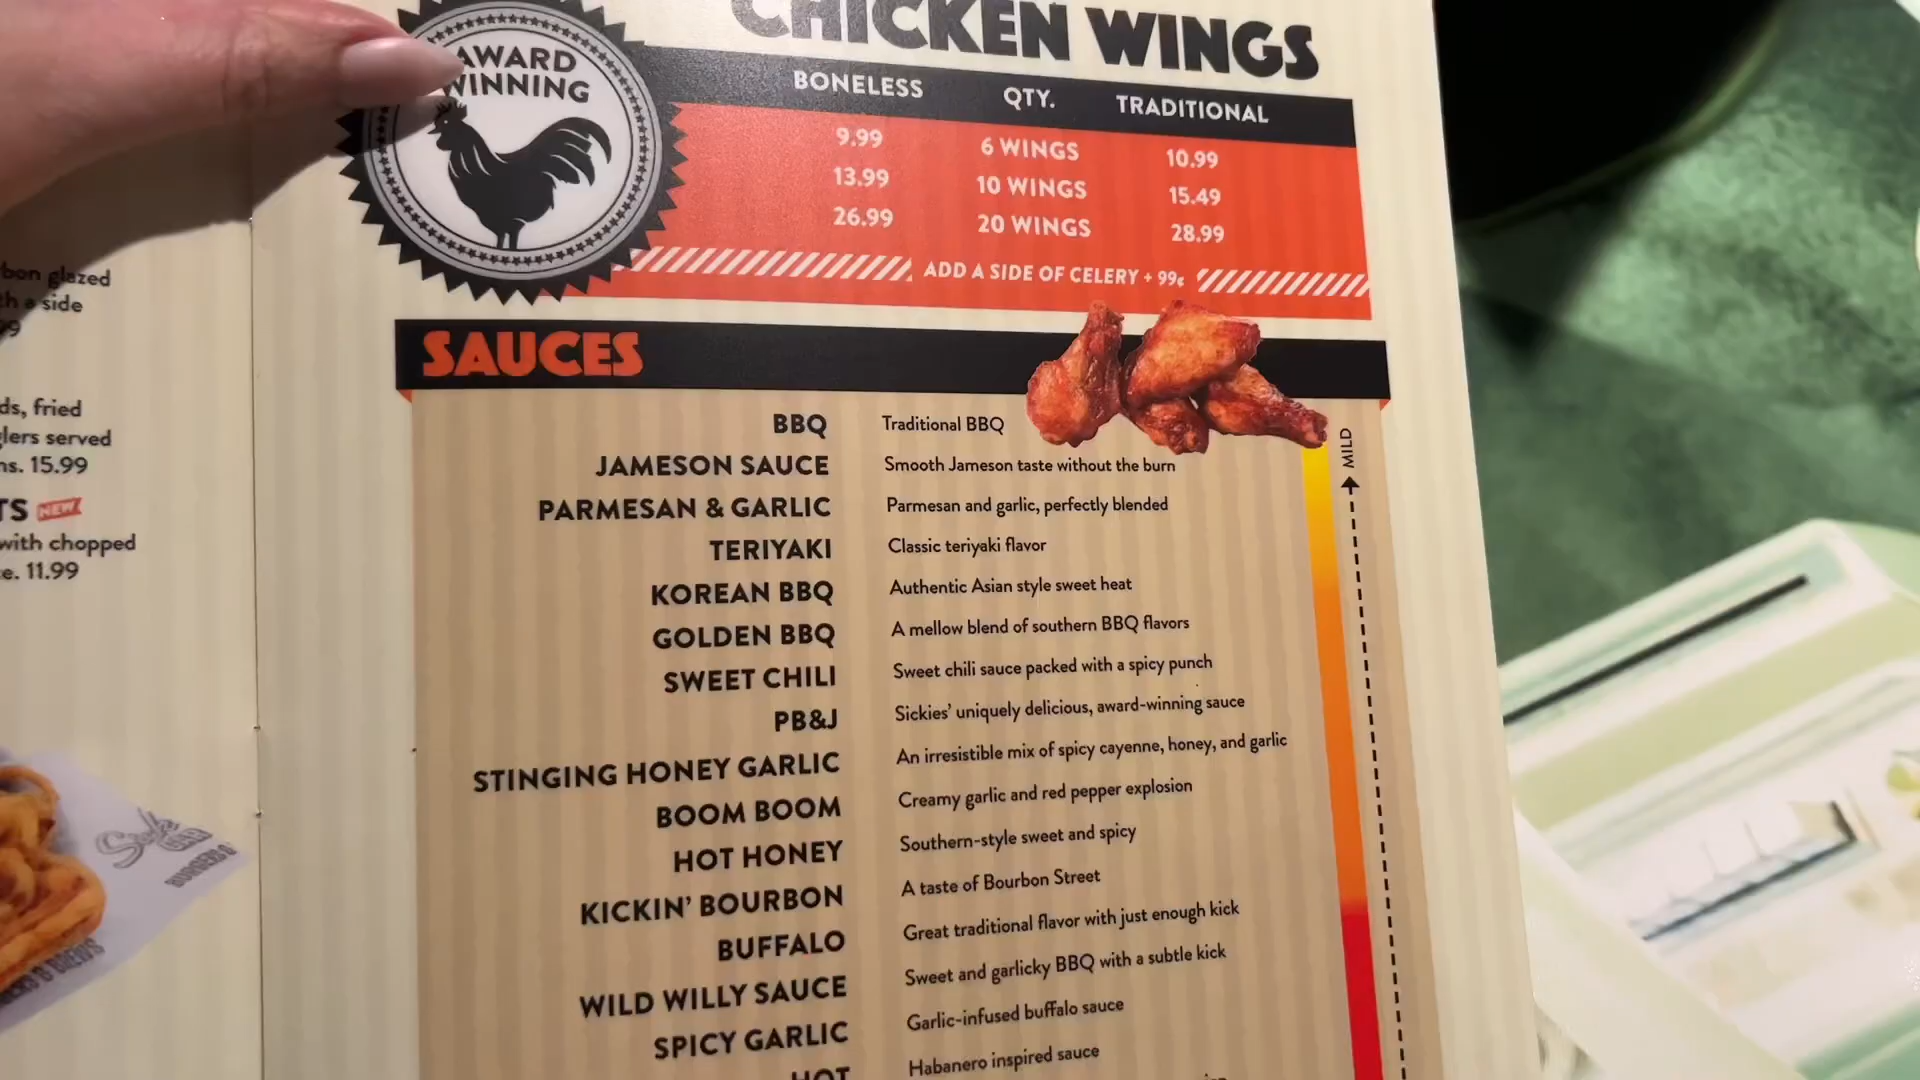 CHICKEN WINGS
AWARD
WINNING
BONELESS QTY. TRADITIONAL
9.99 6 WINGS 10.99
13.99 10 WINGS 15.49
26.99 20 WINGS 28.99
ADD A SIDE OF CELERY + 99¢
SAUCES
MILD
BBQ Traditional BBQ
JAMESON SAUCE Smooth Jameson taste without the burn
PARMESAN & GARLIC Parmesan and garlic, perfectly blended
TERIYAKI Classic teriyaki flavor
KOREAN BBQ Authentic Asian style sweet heat
GOLDEN BBQ A mellow blend of southern BBQ flavors
SWEET CHILI Sweet chili sauce packed with a spicy punch
PB&J Sickies' uniquely delicious, award-winning sauce
STINGING HONEY GARLIC An irresistible mix of spicy cayenne, honey, and garlic
BOOM BOOM Creamy garlic and red pepper explosion
HOT HONEY Southern-style sweet and spicy
KICKIN' BOURBON A taste of Bourbon Street
BUFFALO Great traditional flavor with just enough kick
WILD WILLY SAUCE Sweet and garlicky BBQ with a subtle kick
SPICY GARLIC Garlic-infused buffalo sauce
HOT Habanero inspired sauce
glazed
side
fried
served
15.99
NEW
with chopped
11.99